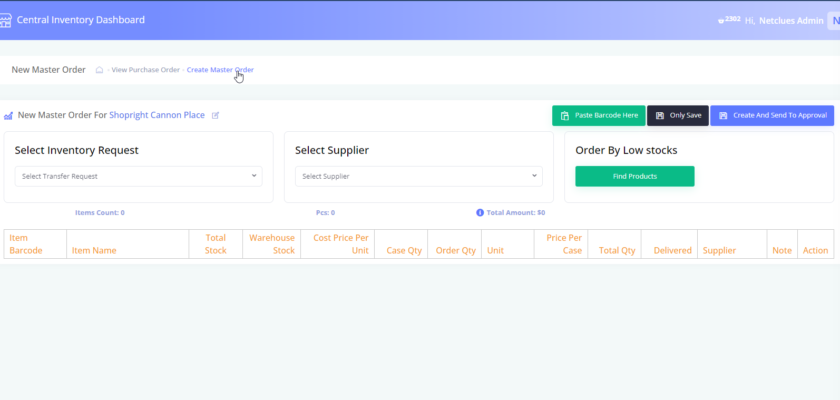 Central Inventory Dashboard
2302 Hi, Netclues Admin N
New Master Order - View Purchase Order - Create Master Order
New Master Order For Shopright Cannon Place
Paste Barcode Here Only Save Create And Send To Approval
Select Inventory Request
Select Transfer Request
Select Supplier
Select Supplier
Order By Low stocks
Find Products
Items Count: 0 Pcs: 0 Total Amount: $0
Item Barcode Item Name Total Stock Warehouse Stock Cost Price Per Unit Case Qty Order Qty Unit Price Per Case Total Qty Delivered Supplier Note Action